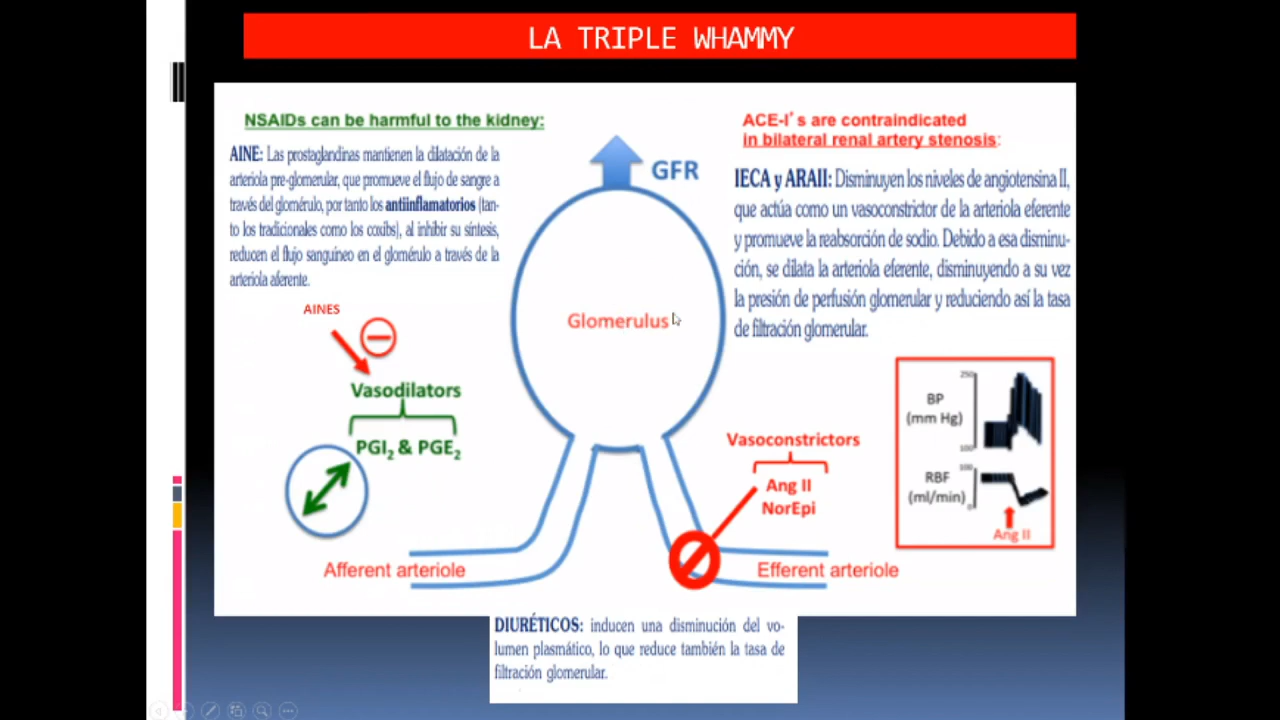 LA TRIPLE WHAMMY
NSAIDs can be harmful to the kidney:
AINE: Las prostaglandinas mantienen la dilatación de la
arteriola pre-glomerular, que promueve el flujo de sangre a
través del glomérulo, por tanto los antiinflamatorios (tan-
to los tradicionales como los coxibs), al inhibir su síntesis,
reducen el flujo sanguíneo en el glomérulo a través de la
arteriola aferente.
AINES
Vasodilators
PGI2 & PGE2
Afferent arteriole
GFR
Glomerulus
ACE-I's are contraindicated
in bilateral renal artery stenosis:
IECA y ARAII: Disminuyen los niveles de angiotensina II,
que actúa como un vasoconstrictor de la arteriola eferente
y promueve la reabsorción de sodio. Debido a esa disminu-
ción, se dilata la arteriola eferente, disminuyendo a su vez
la presión de perfusión glomerular y reduciendo así la tasa
de filtración glomerular.
Vasoconstrictors
Ang II
NorEpi
Efferent arteriole
BP
(mm Hg)
250
100
RBF
(ml/min)
100
0
Ang II
DIURÉTICOS: inducen una disminución del vo-
lumen plasmático, lo que reduce también la tasa de
filtración glomerular.